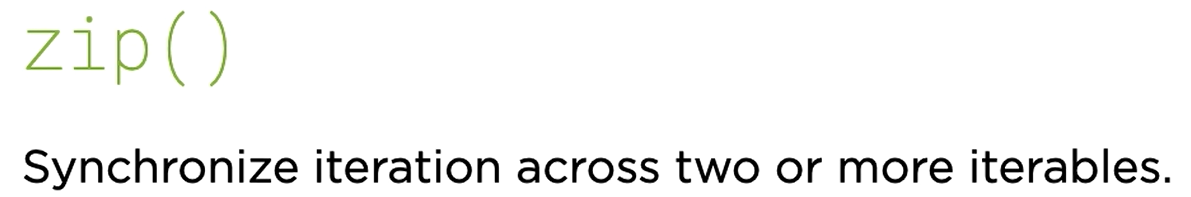 zip()
Synchronize iteration across two or more iterables.